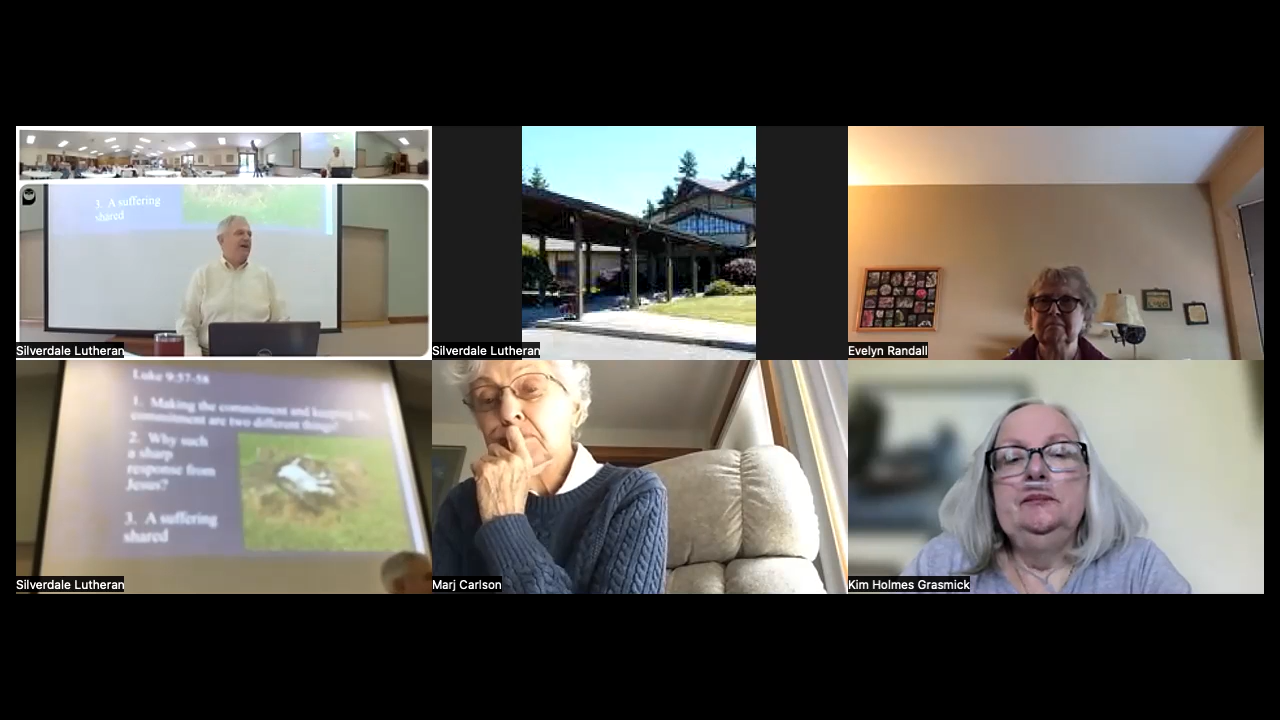 3. A suffering
shared
Silverdale Lutheran
Silverdale Lutheran
Evelyn Randall
Luke 9:57-58
1. Making the commitment and keeping the
commitment are two different things!
2. Why such
a sharp
response from
Jesus?
3. A suffering
shared
Silverdale Lutheran
Marj Carlson
Kim Holmes Grasmick